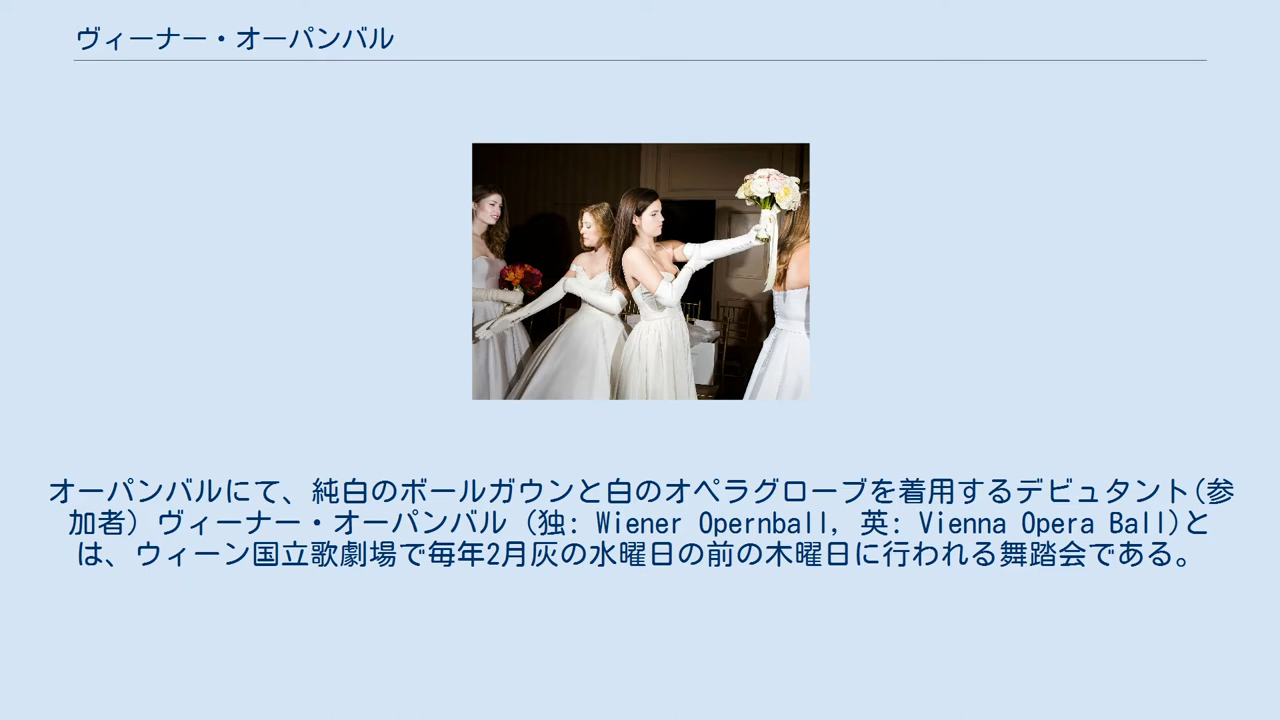 ヴィーナー・オーパンバル
オーパンバルにて、純白のボールガウンと白のオペラグローブを着用するデビュタント(参
加者) ヴィーナー・オーパンバル (独: Wiener Opernball, 英: Vienna Opera Ball)と
は、ウィーン国立歌劇場で毎年2月灰の水曜日の前の木曜日に行われる舞踏会である。